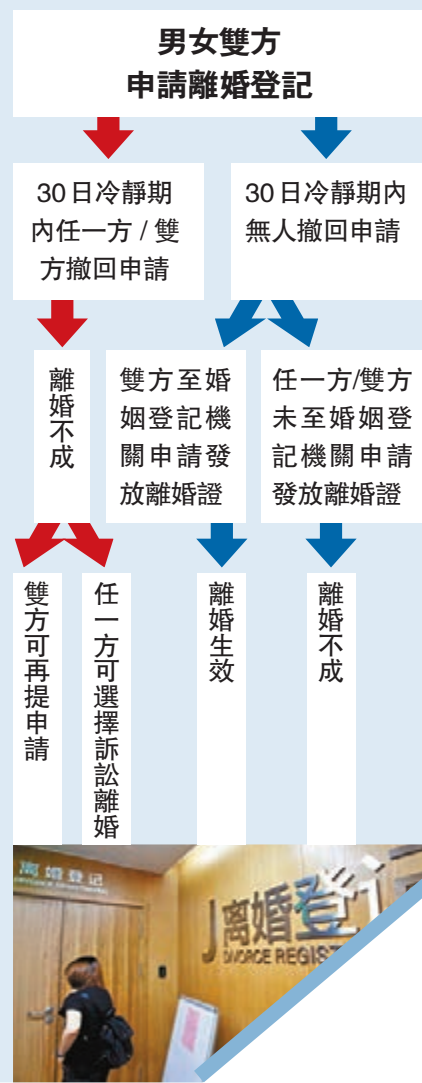 男女雙方
申請離婚登記
30日冷靜期
內任一方/雙
方撤回申請
30日冷靜期內
無人撤回申請
離婚不成
雙方至婚
姻登記機
關申請發
放離婚證
任一方/雙方
未至婚姻登
記機關申請
發放離婚證
雙方可再提申請
任一方可選擇訴訟離婚
離婚生效
離婚不成
离婚登记
离婚登记
DIVORCE REGIST